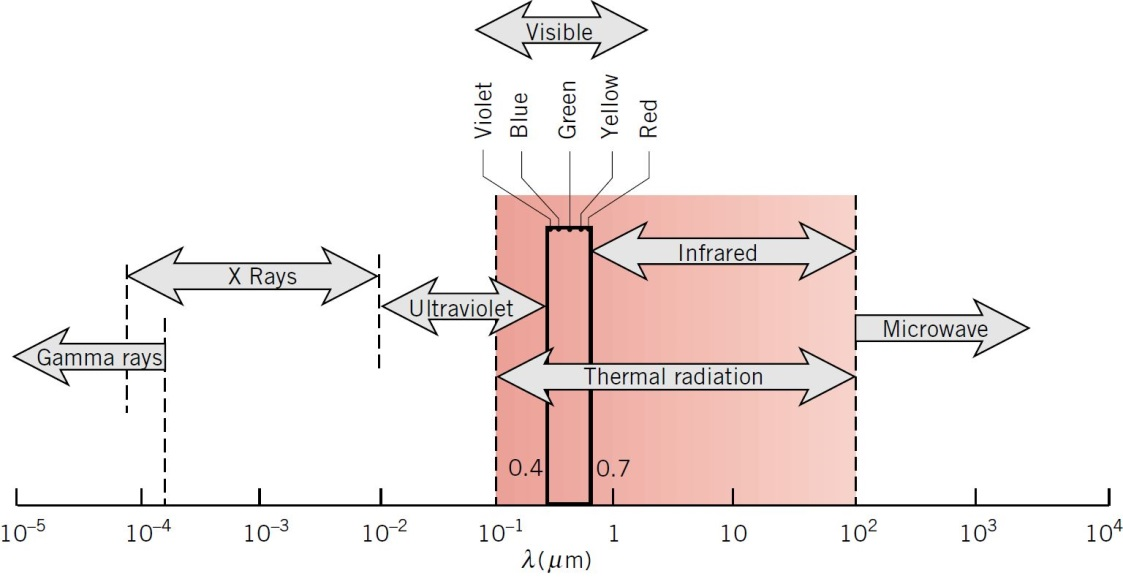 Visible
Violet
Blue
Green
Yellow
Red
Infrared
X Rays
Ultraviolet
Microwave
Gamma rays
Thermal radiation
0.4
0.7
10⁻⁵
10⁻⁴
10⁻³
10⁻²
10⁻¹
1
10
10²
10³
10⁴
λ(μm)